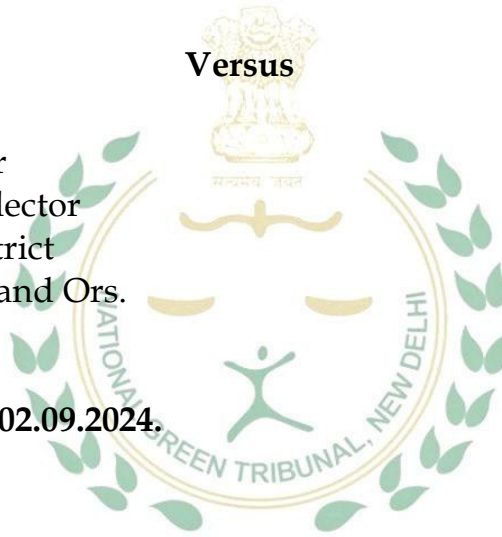 Versus
सत्यमेव जयते
r
lector
trict
and Ors.
NATIONAL GREEN TRIBUNAL, NEW DELHI
02.09.2024.